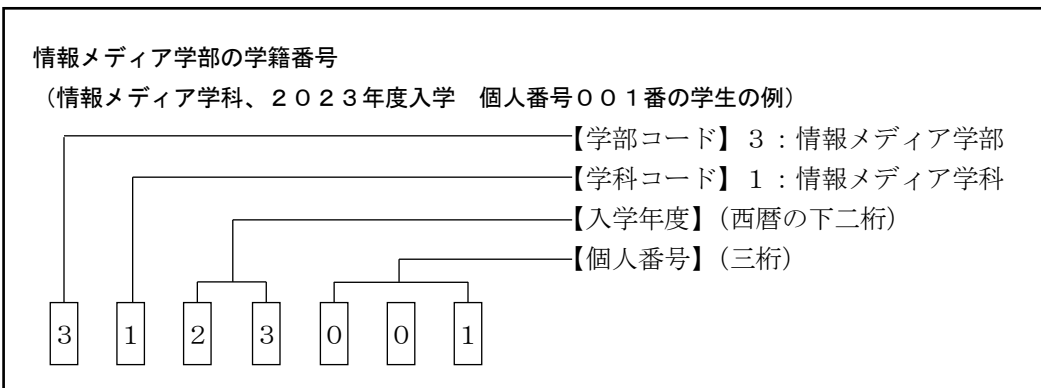 情報メディア学部の学籍番号
（情報メディア学科、２０２３年度入学　個人番号００１番の学生の例）
【学部コード】３：情報メディア学部
【学科コード】１：情報メディア学科
【入学年度】（西暦の下二桁）
【個人番号】（三桁）
３ １ ２ ３ ０ ０ １